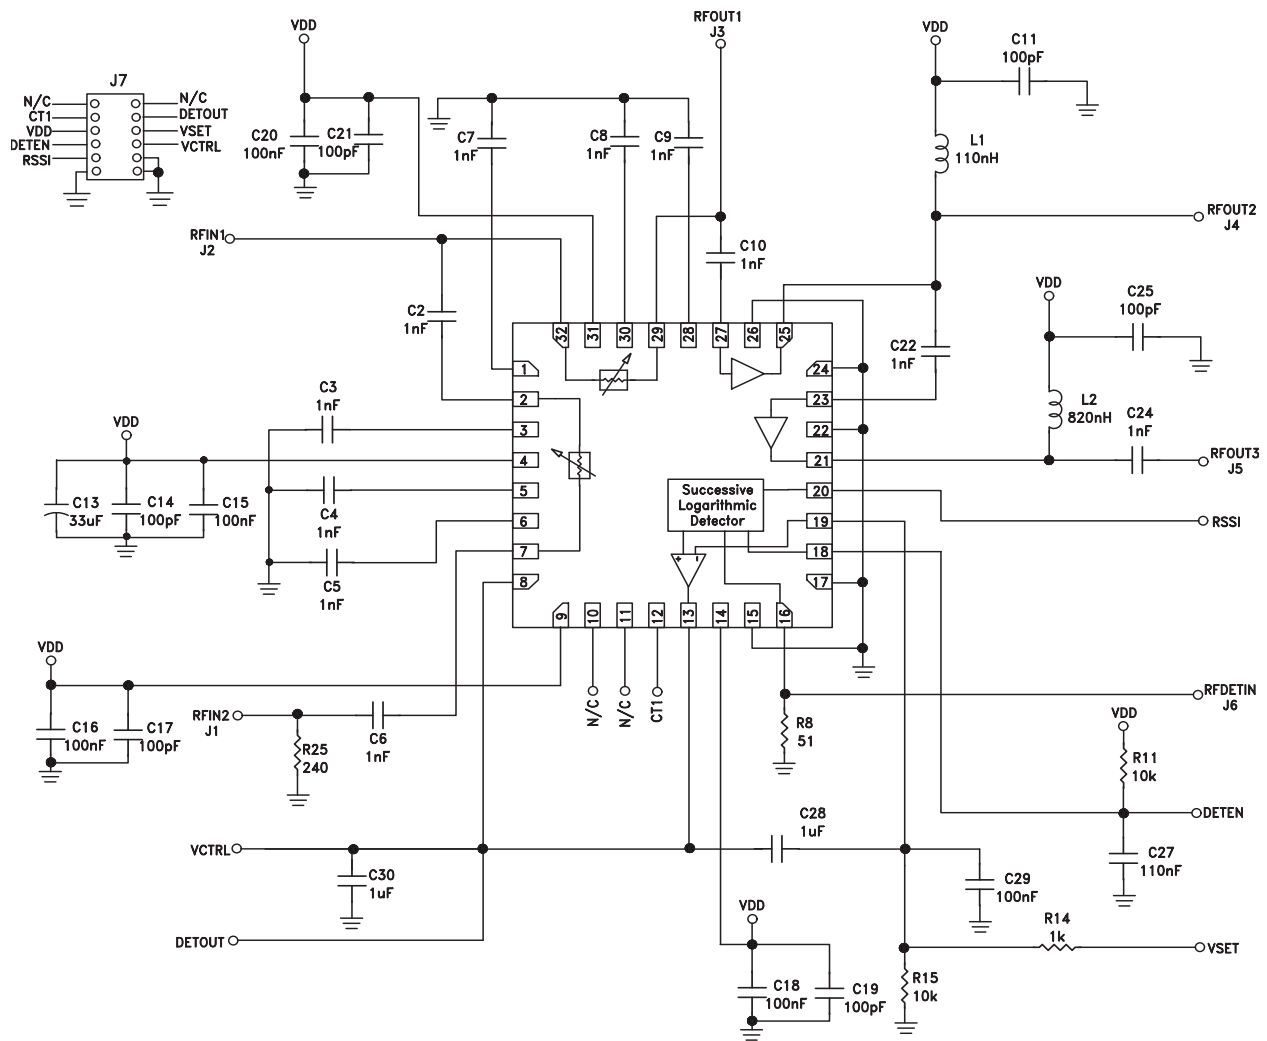 RFOUT1
J3
VDD
VDD
C11
100pF
J7
N/C
CT1
VDD
DETEN
RSSI
N/C
DETOUT
VSET
VCTRL
C20
100nF
C21
100pF
C7
1nF
C8
1nF
C9
1nF
L1
110nH
RFIN1
J2
RFOUT2
J4
C10
1nF
C2
1nF
VDD
C25
100pF
C22
1nF
32
31
30
29
28
27
26
25
1
2
3
4
5
6
7
8
24
23
22
21
20
19
18
17
9
10
11
12
13
14
15
16
C3
1nF
L2
820nH
C24
1nF
VDD
RFOUT3
J5
C13
33uF
C14
100pF
C15
100nF
C4
1nF
C5
1nF
Successive
Logarithmic
Detector
+
-
RSSI
VDD
N/C
N/C
CT1
RFDETIN
J6
RFIN2
J1
C16
100nF
C17
100pF
R25
240
C6
1nF
R8
51
VDD
R11
10k
DETEN
C28
1uF
VCTRL
C30
1uF
C27
110nF
C29
100nF
VDD
R14
1k
DETOUT
VSET
C18
100nF
C19
100pF
R15
10k